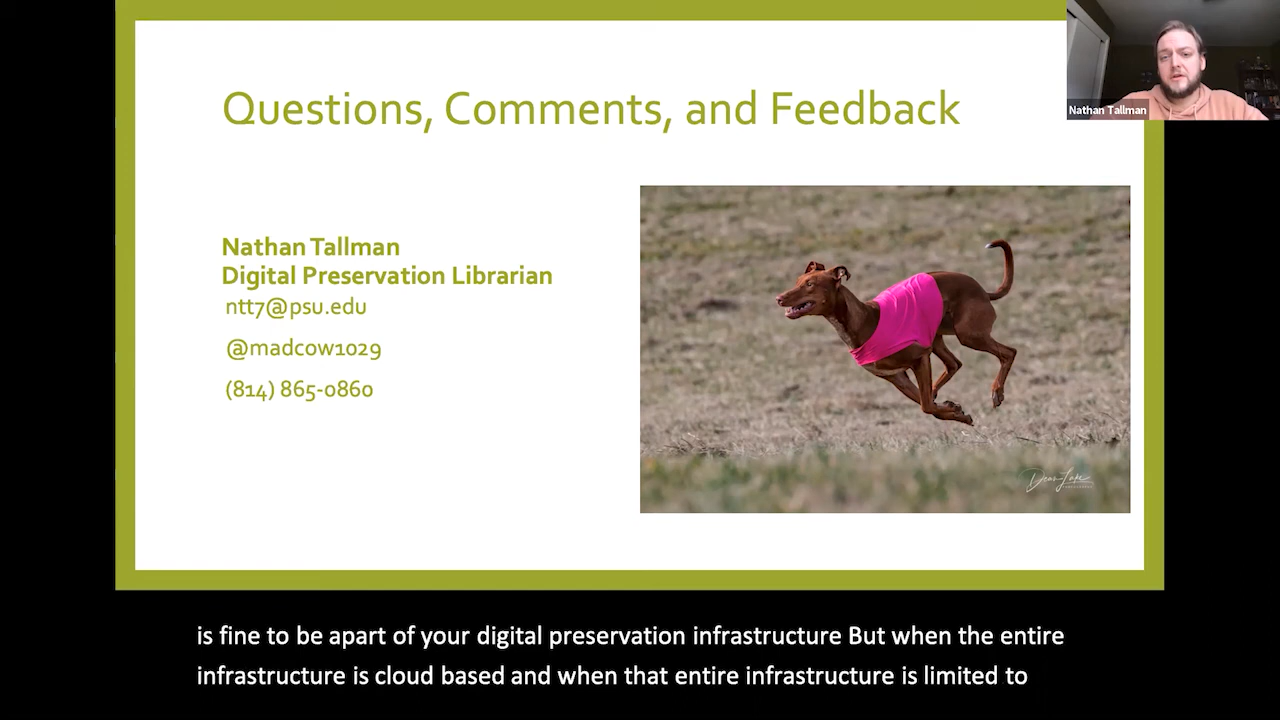 Questions, Comments, and Feedback
Nathan Tallman
Nathan Tallman
Digital Preservation Librarian
ntt7@psu.edu
@madcow1029
(814) 865-0860
is fine to be apart of your digital preservation infrastructure But when the entire
infrastructure is cloud based and when that entire infrastructure is limited to